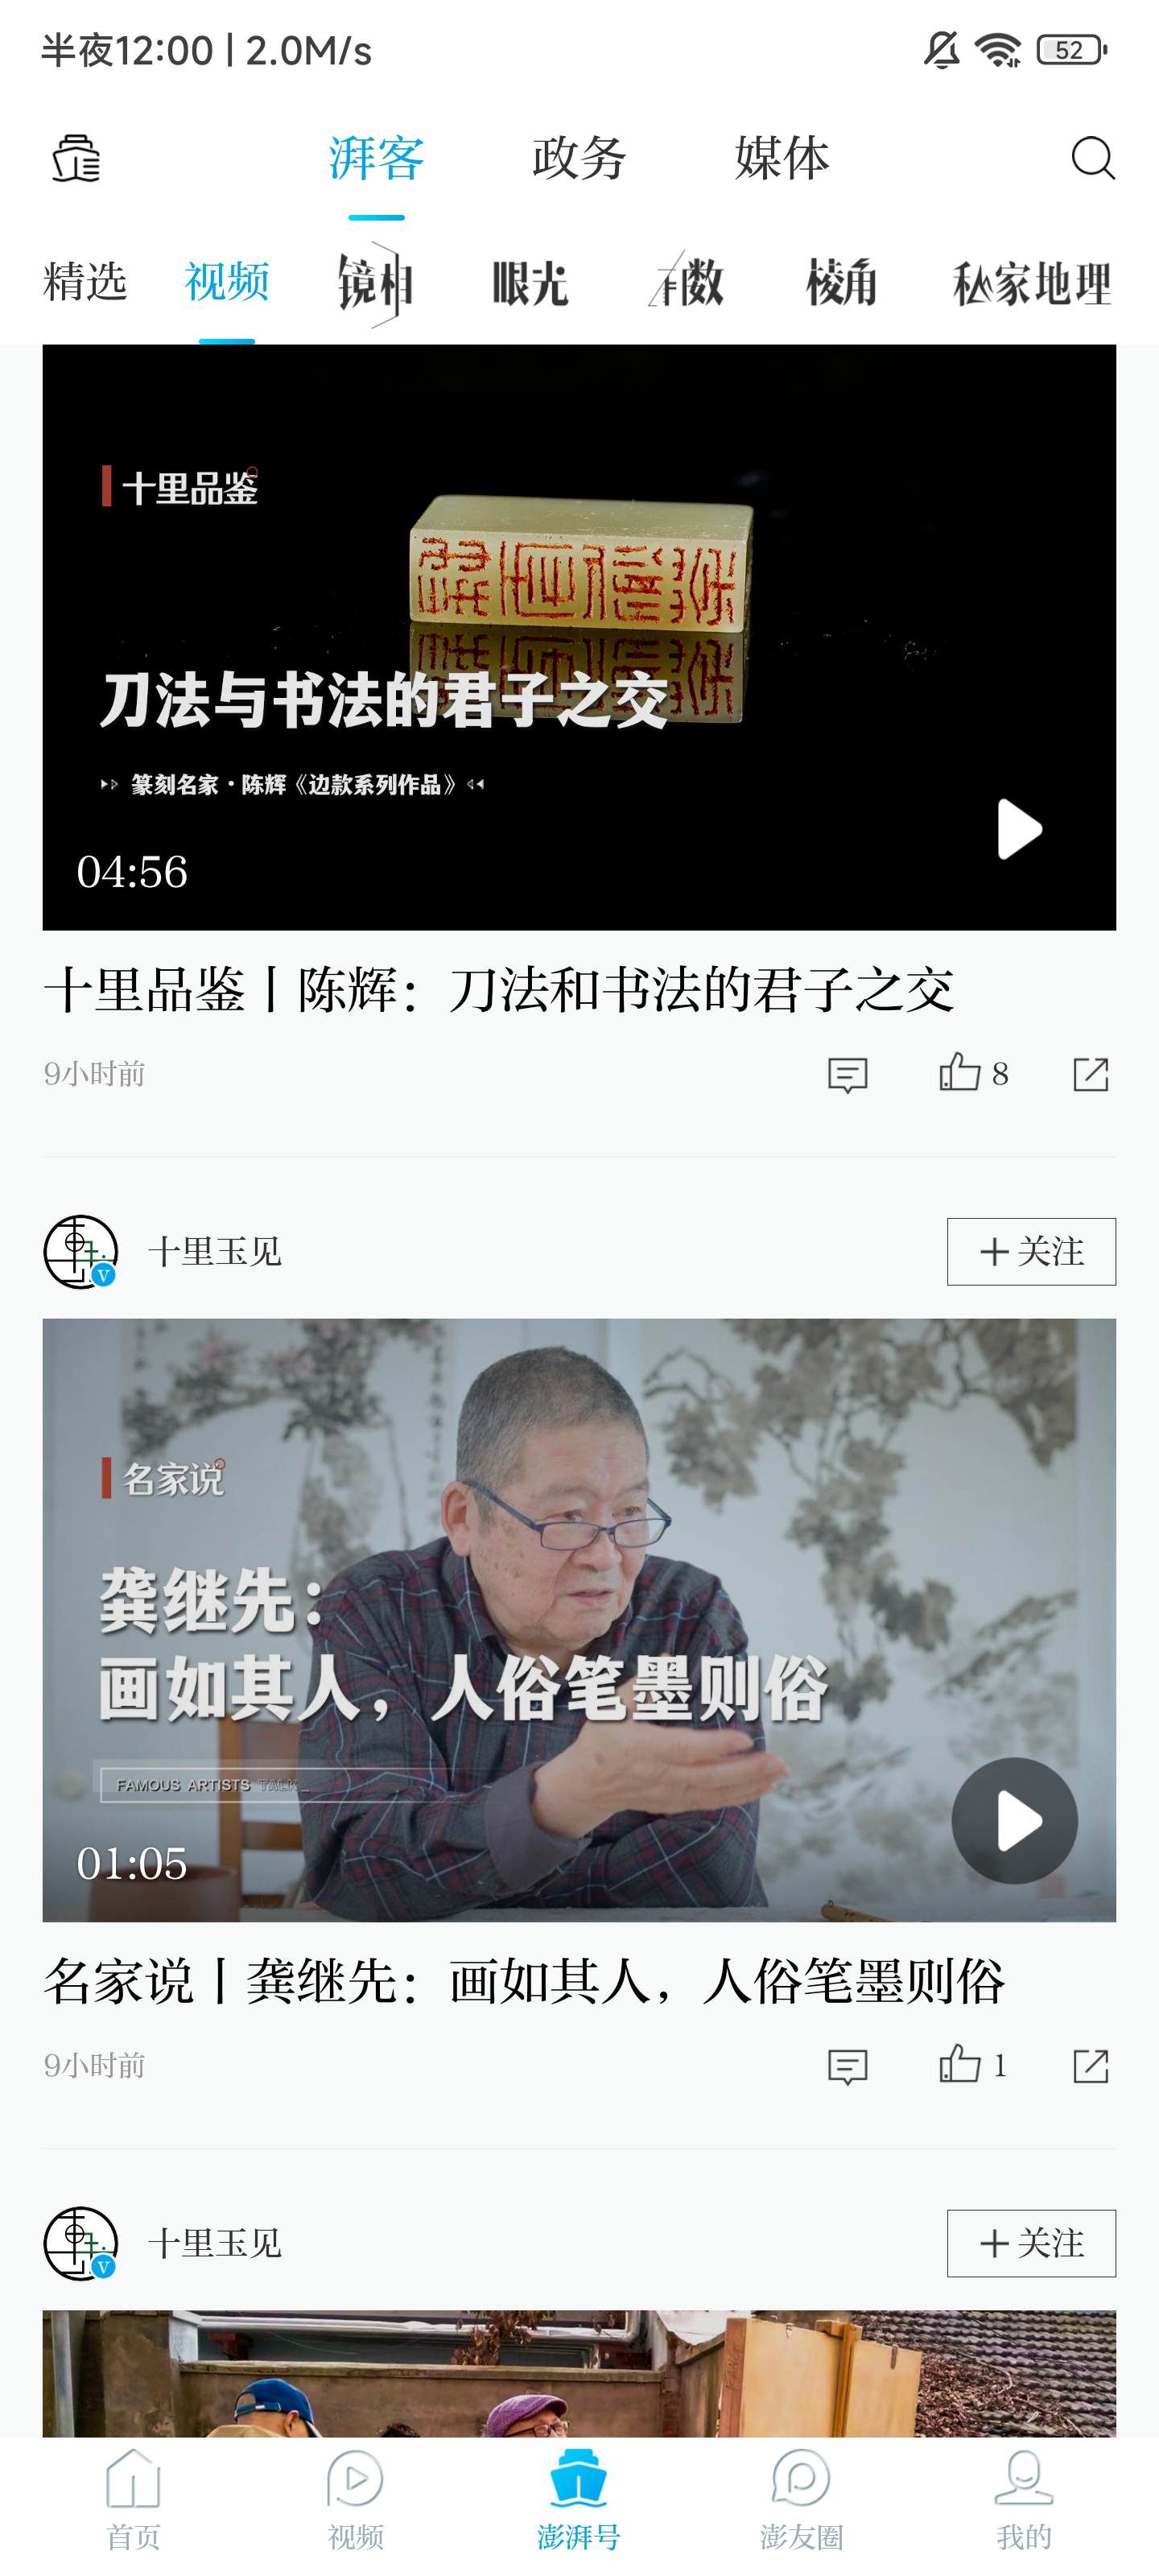 半夜12:00 | 2.0M/s
52
湃客 政务 媒体
精选 视频 镜相 眼光 有数 棱角 私家地理
十里品鉴
刀法与书法的君子之交
篆刻名家·陈辉《边款系列作品》
04:56
十里品鉴丨陈辉：刀法和书法的君子之交
9小时前 8
十里玉见 +关注
名家说
龚继先：
画如其人，人俗笔墨则俗
FAMOUS ARTISTS TALK
01:05
名家说丨龚继先：画如其人，人俗笔墨则俗
9小时前 1
十里玉见 +关注
首页 视频 澎湃号 澎友圈 我的